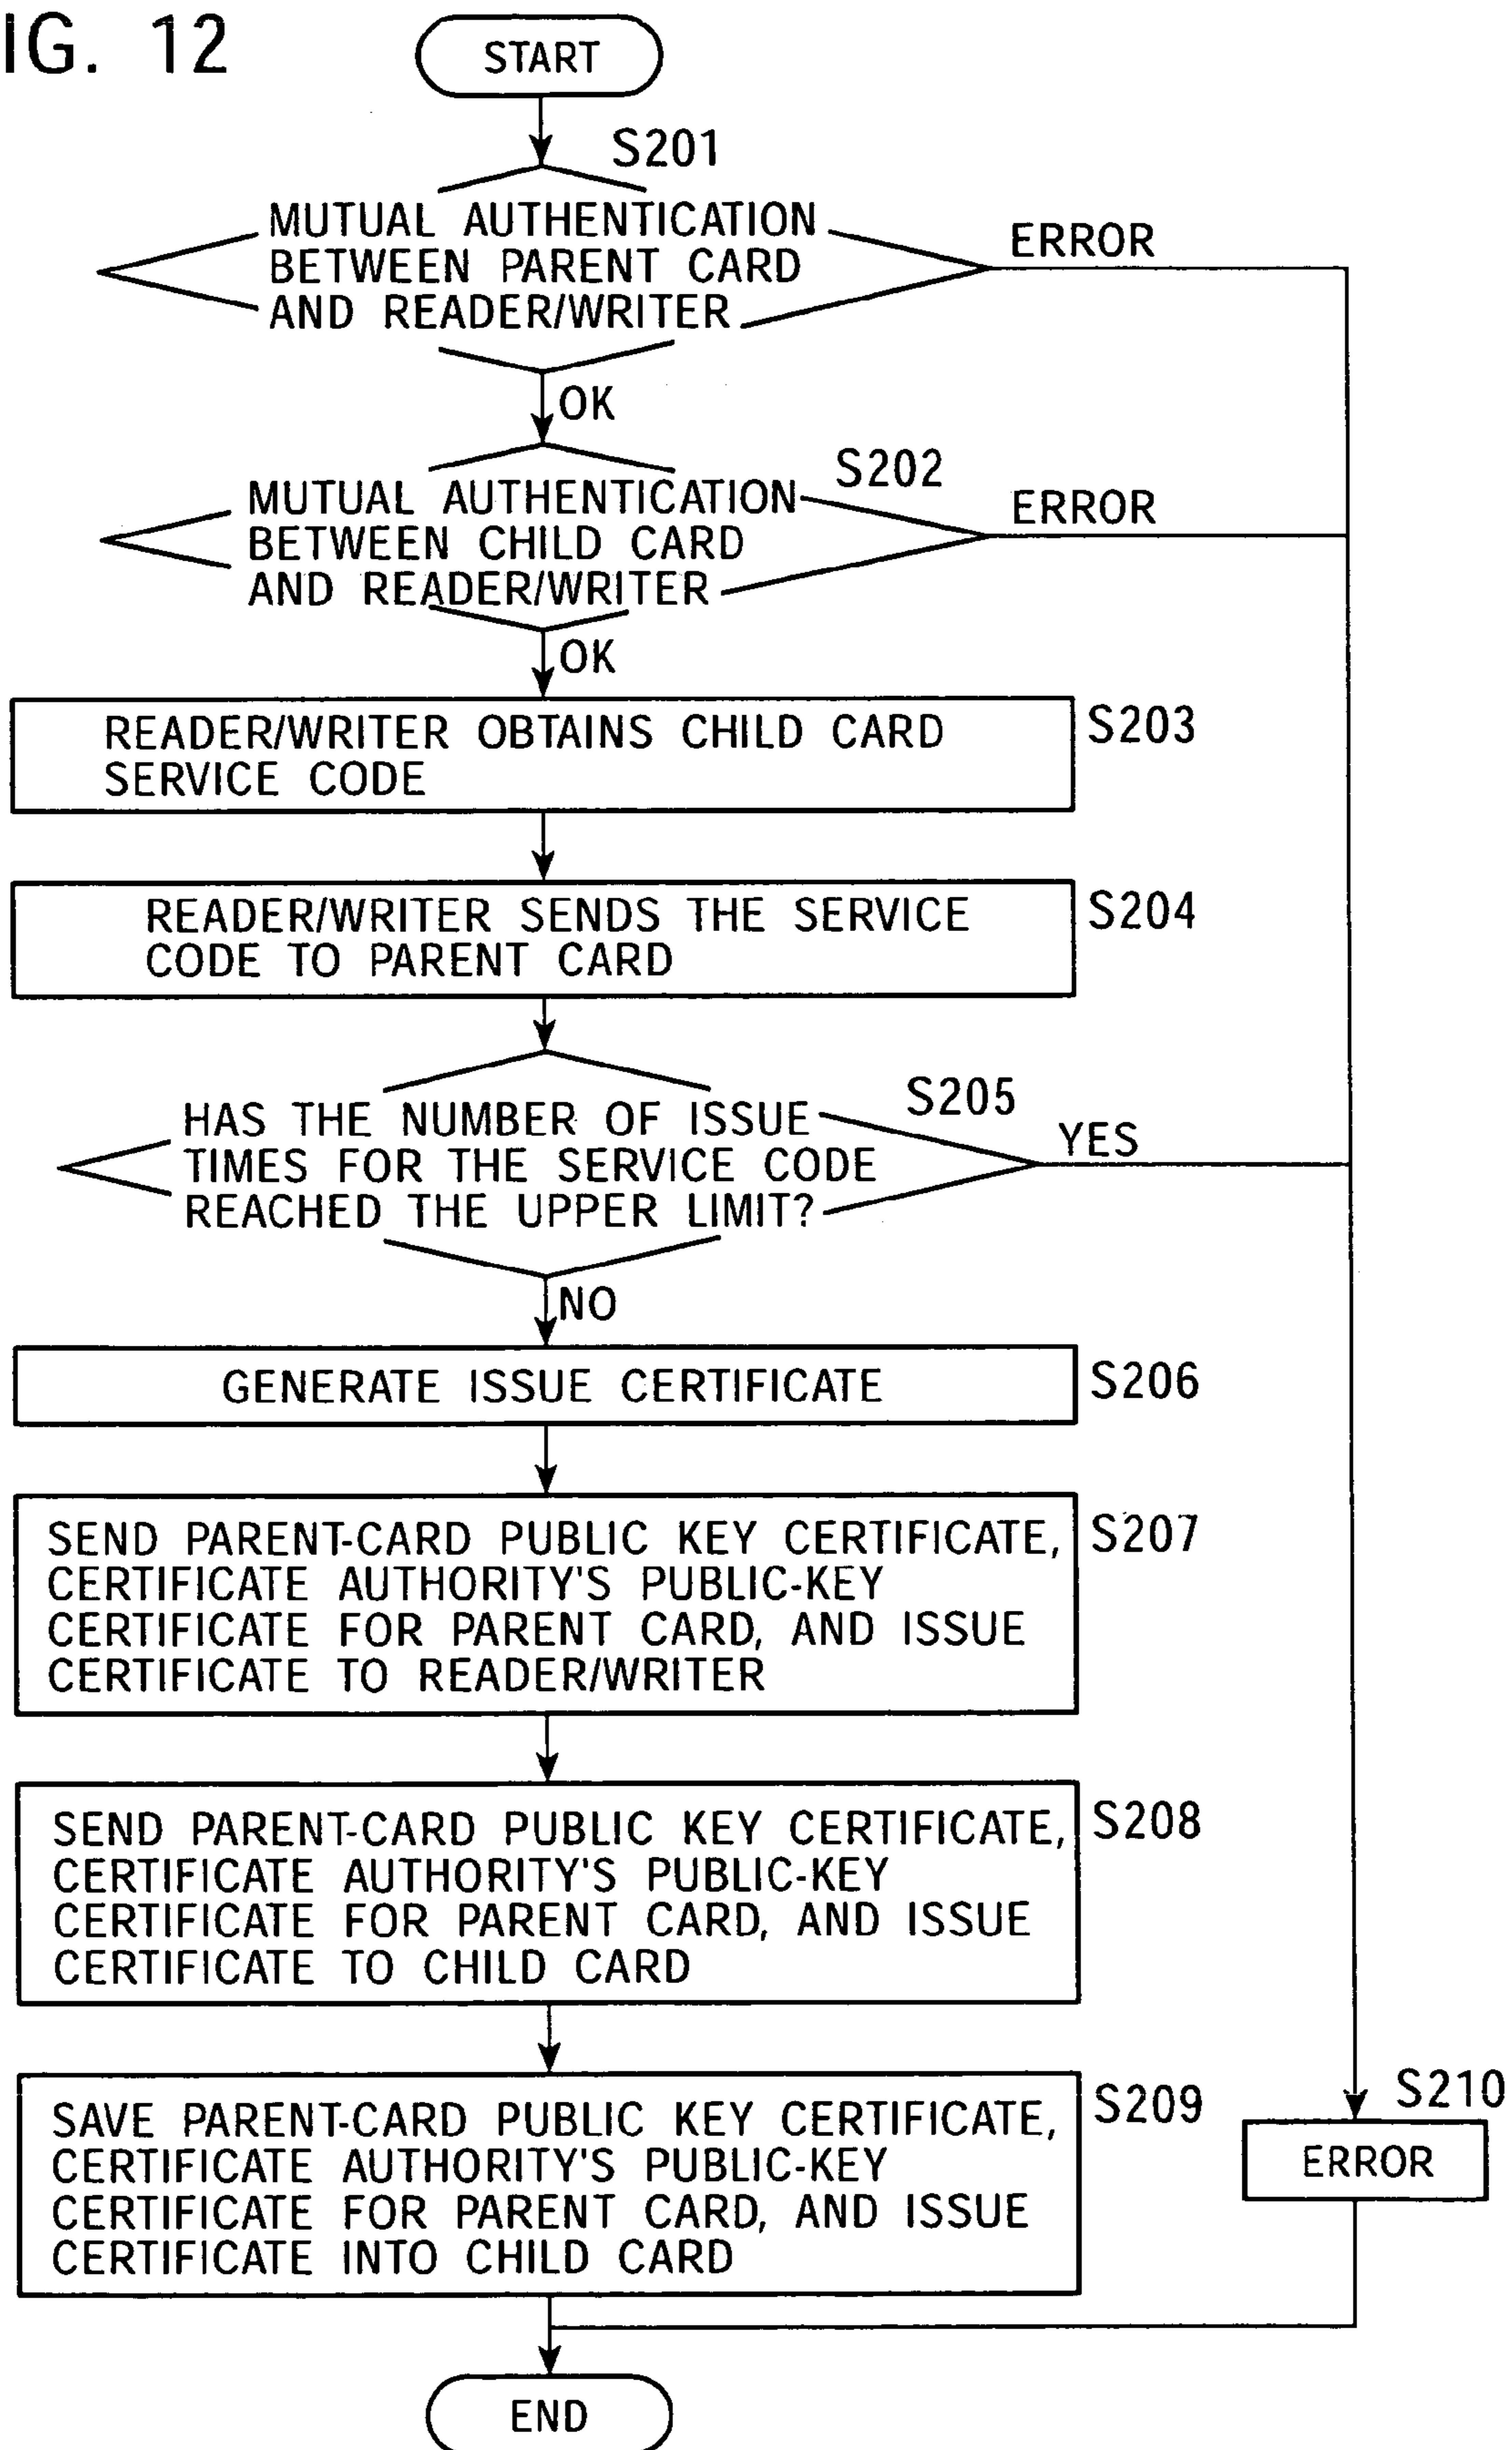 IG. 12
START
S201
MUTUAL AUTHENTICATION
BETWEEN PARENT CARD
AND READER/WRITER
ERROR
OK
S202
MUTUAL AUTHENTICATION
BETWEEN CHILD CARD
AND READER/WRITER
ERROR
OK
READER/WRITER OBTAINS CHILD CARD
SERVICE CODE
S203
READER/WRITER SENDS THE SERVICE
CODE TO PARENT CARD
S204
S205
HAS THE NUMBER OF ISSUE
TIMES FOR THE SERVICE CODE
REACHED THE UPPER LIMIT?
YES
NO
GENERATE ISSUE CERTIFICATE
S206
SEND PARENT-CARD PUBLIC KEY CERTIFICATE,
CERTIFICATE AUTHORITY'S PUBLIC-KEY
CERTIFICATE FOR PARENT CARD, AND ISSUE
CERTIFICATE TO READER/WRITER
S207
SEND PARENT-CARD PUBLIC KEY CERTIFICATE,
CERTIFICATE AUTHORITY'S PUBLIC-KEY
CERTIFICATE FOR PARENT CARD, AND ISSUE
CERTIFICATE TO CHILD CARD
S208
SAVE PARENT-CARD PUBLIC KEY CERTIFICATE,
CERTIFICATE AUTHORITY'S PUBLIC-KEY
CERTIFICATE FOR PARENT CARD, AND ISSUE
CERTIFICATE INTO CHILD CARD
S209
S210
ERROR
END